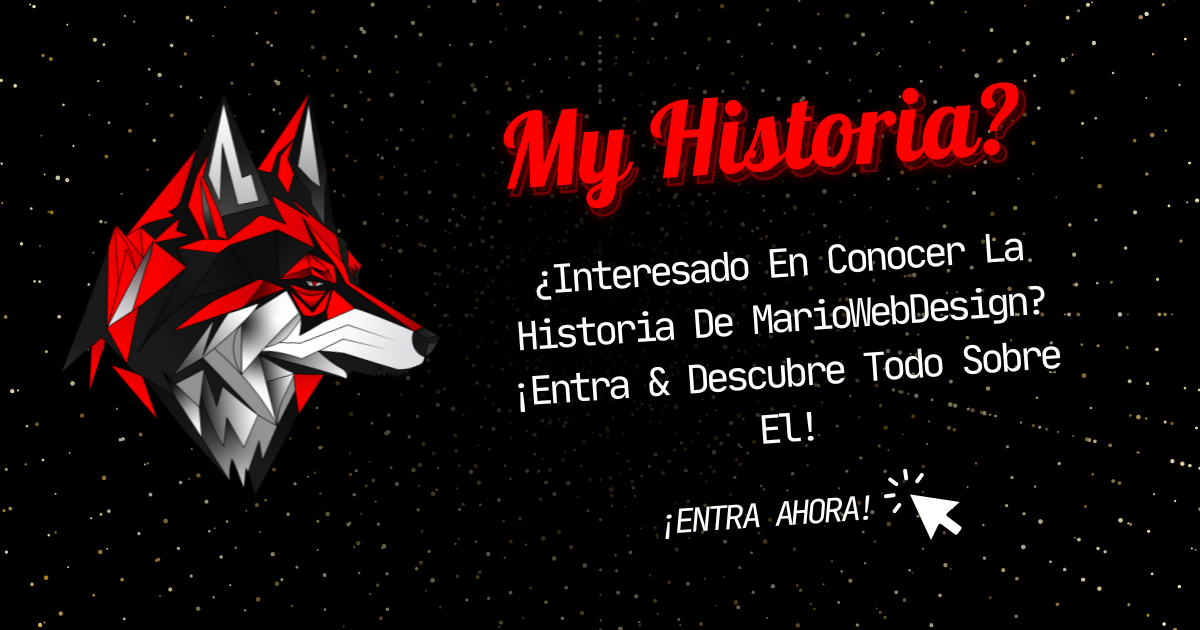 My Historia?
¿Interesado En Conocer La
Historia De MarioWebDesign?
¡Entra & Descubre Todo Sobre
El!
¡ENTRA AHORA!